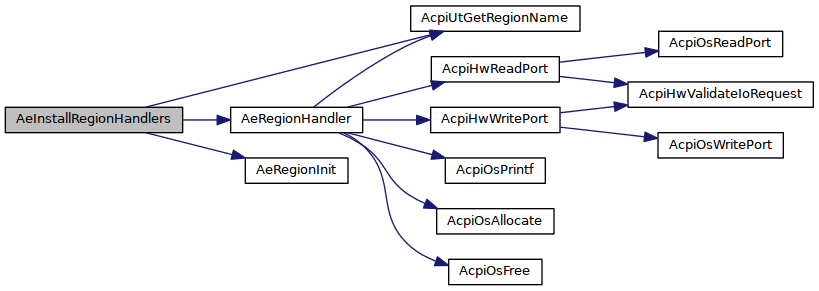 AcpiUtGetRegionName
AcpiOsReadPort
AcpiHwReadPort
AcpiHwValidateIoRequest
AeInstallRegionHandlers
AeRegionHandler
AcpiHwWritePort
AcpiOsWritePort
AeRegionInit
AcpiOsPrintf
AcpiOsAllocate
AcpiOsFree